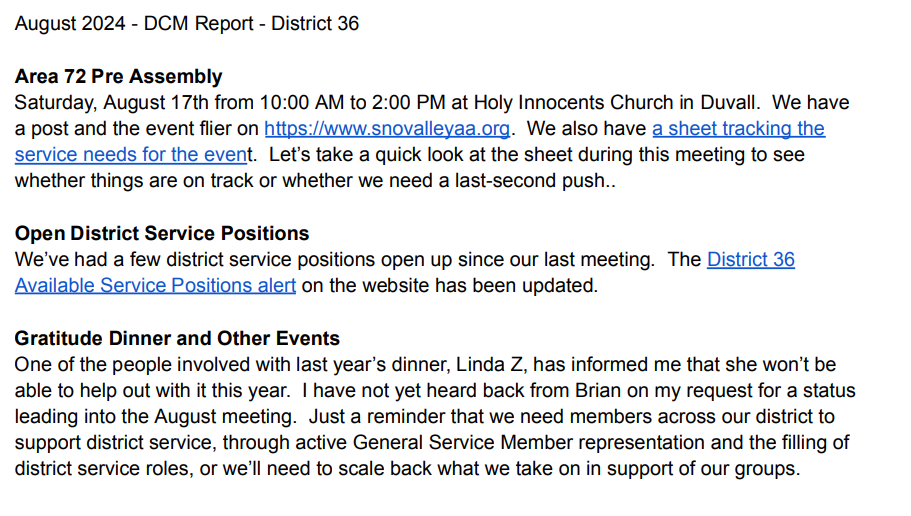 August 2024 - DCM Report - District 36
Area 72 Pre Assembly
Saturday, August 17th from 10:00 AM to 2:00 PM at Holy Innocents Church in Duvall.  We have
a post and the event flier on https://www.snovalleyaa.org.  We also have a sheet tracking the
service needs for the event.  Let’s take a quick look at the sheet during this meeting to see
whether things are on track or whether we need a last-second push..
Open District Service Positions
We’ve had a few district service positions open up since our last meeting.  The District 36
Available Service Positions alert on the website has been updated.
Gratitude Dinner and Other Events
One of the people involved with last year’s dinner, Linda Z, has informed me that she won’t be
able to help out with it this year.  I have not yet heard back from Brian on my request for a status
leading into the August meeting.  Just a reminder that we need members across our district to
support district service, through active General Service Member representation and the filling of
district service roles, or we’ll need to scale back what we take on in support of our groups.